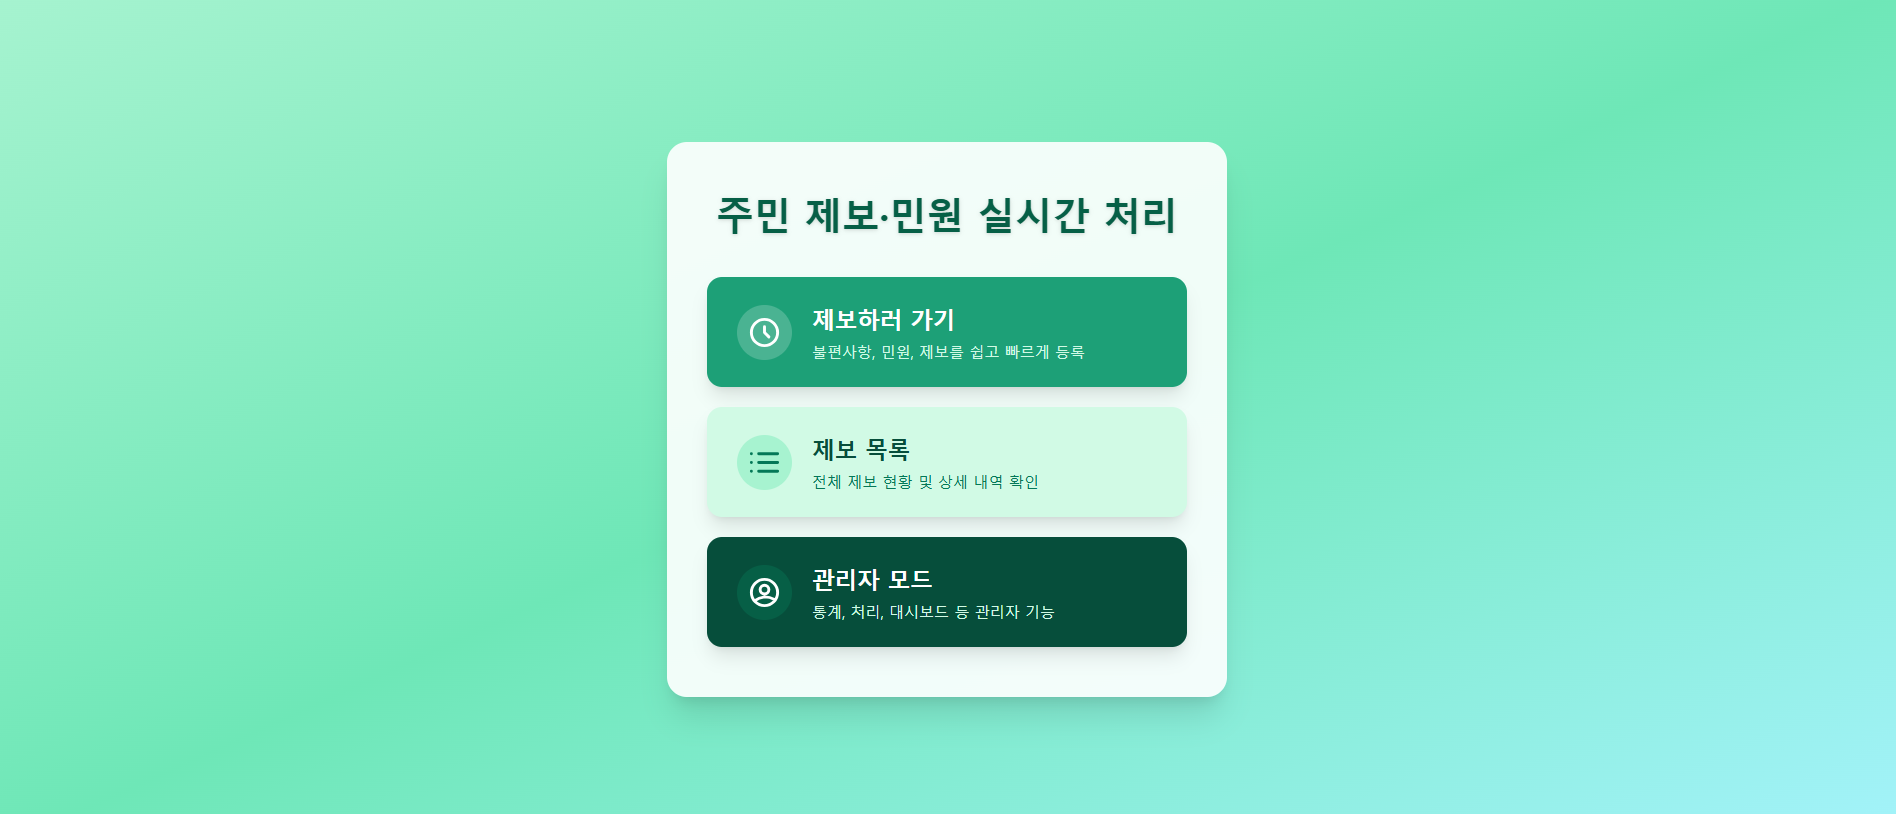 주민 제보·민원 실시간 처리
제보하러 가기
불편사항, 민원, 제보를 쉽고 빠르게 등록
제보 목록
전체 제보 현황 및 상세 내역 확인
관리자 모드
통계, 처리, 대시보드 등 관리자 기능